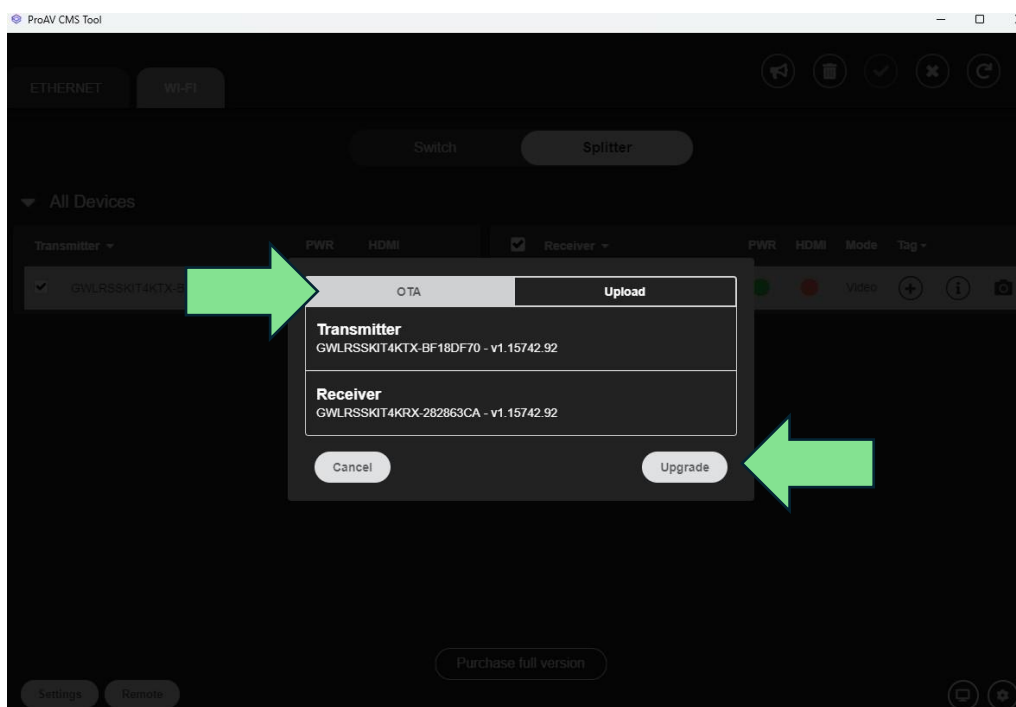 ProAV CMS Tool
ETHERNET WI-FI
Switch Splitter
All Devices
Transmitter PWR HDMI Receiver PWR HDMI Mode Tag
GWLRSSKIT4KTX-B Video
OTA Upload
Transmitter
GWLRSSKIT4KTX-BF18DF70 - v1.15742.92
Receiver
GWLRSSKIT4KRX-282863CA - v1.15742.92
Cancel Upgrade
Purchase full version
Settings Remote